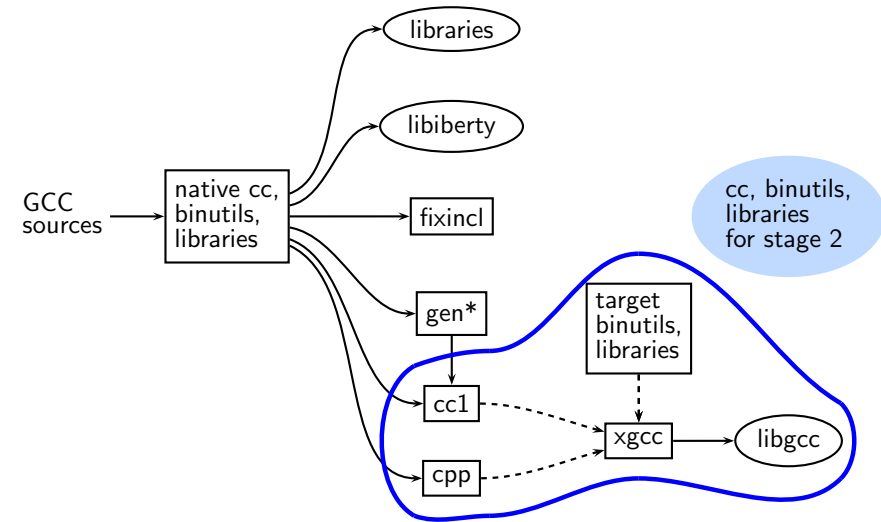 libraries
libiberty
GCC
sources
native cc,
binutils,
libraries
fixincl
cc, binutils,
libraries
for stage 2
gen*
target
binutils,
libraries
cc1
xgcc
libgcc
cpp